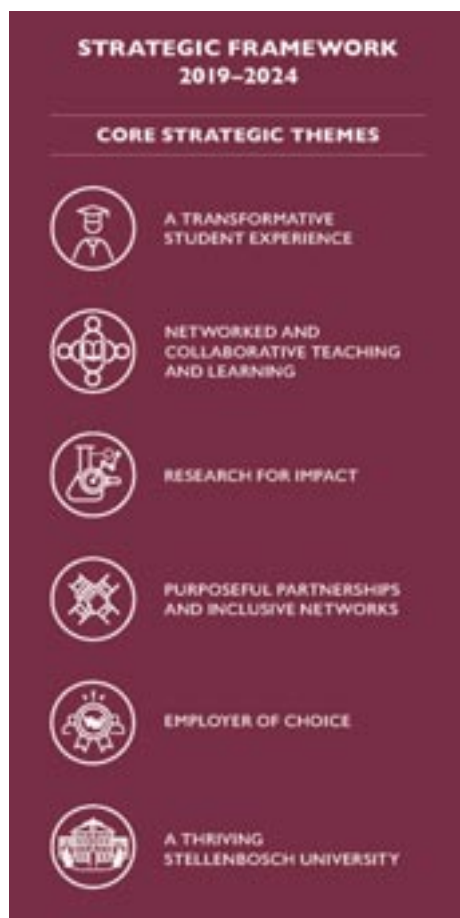 STRATEGIC FRAMEWORK
2019–2024
CORE STRATEGIC THEMES
A TRANSFORMATIVE
STUDENT EXPERIENCE
NETWORKED AND
COLLABORATIVE TEACHING
AND LEARNING
RESEARCH FOR IMPACT
PURPOSEFUL PARTNERSHIPS
AND INCLUSIVE NETWORKS
EMPLOYER OF CHOICE
A THRIVING
STELLENBOSCH UNIVERSITY